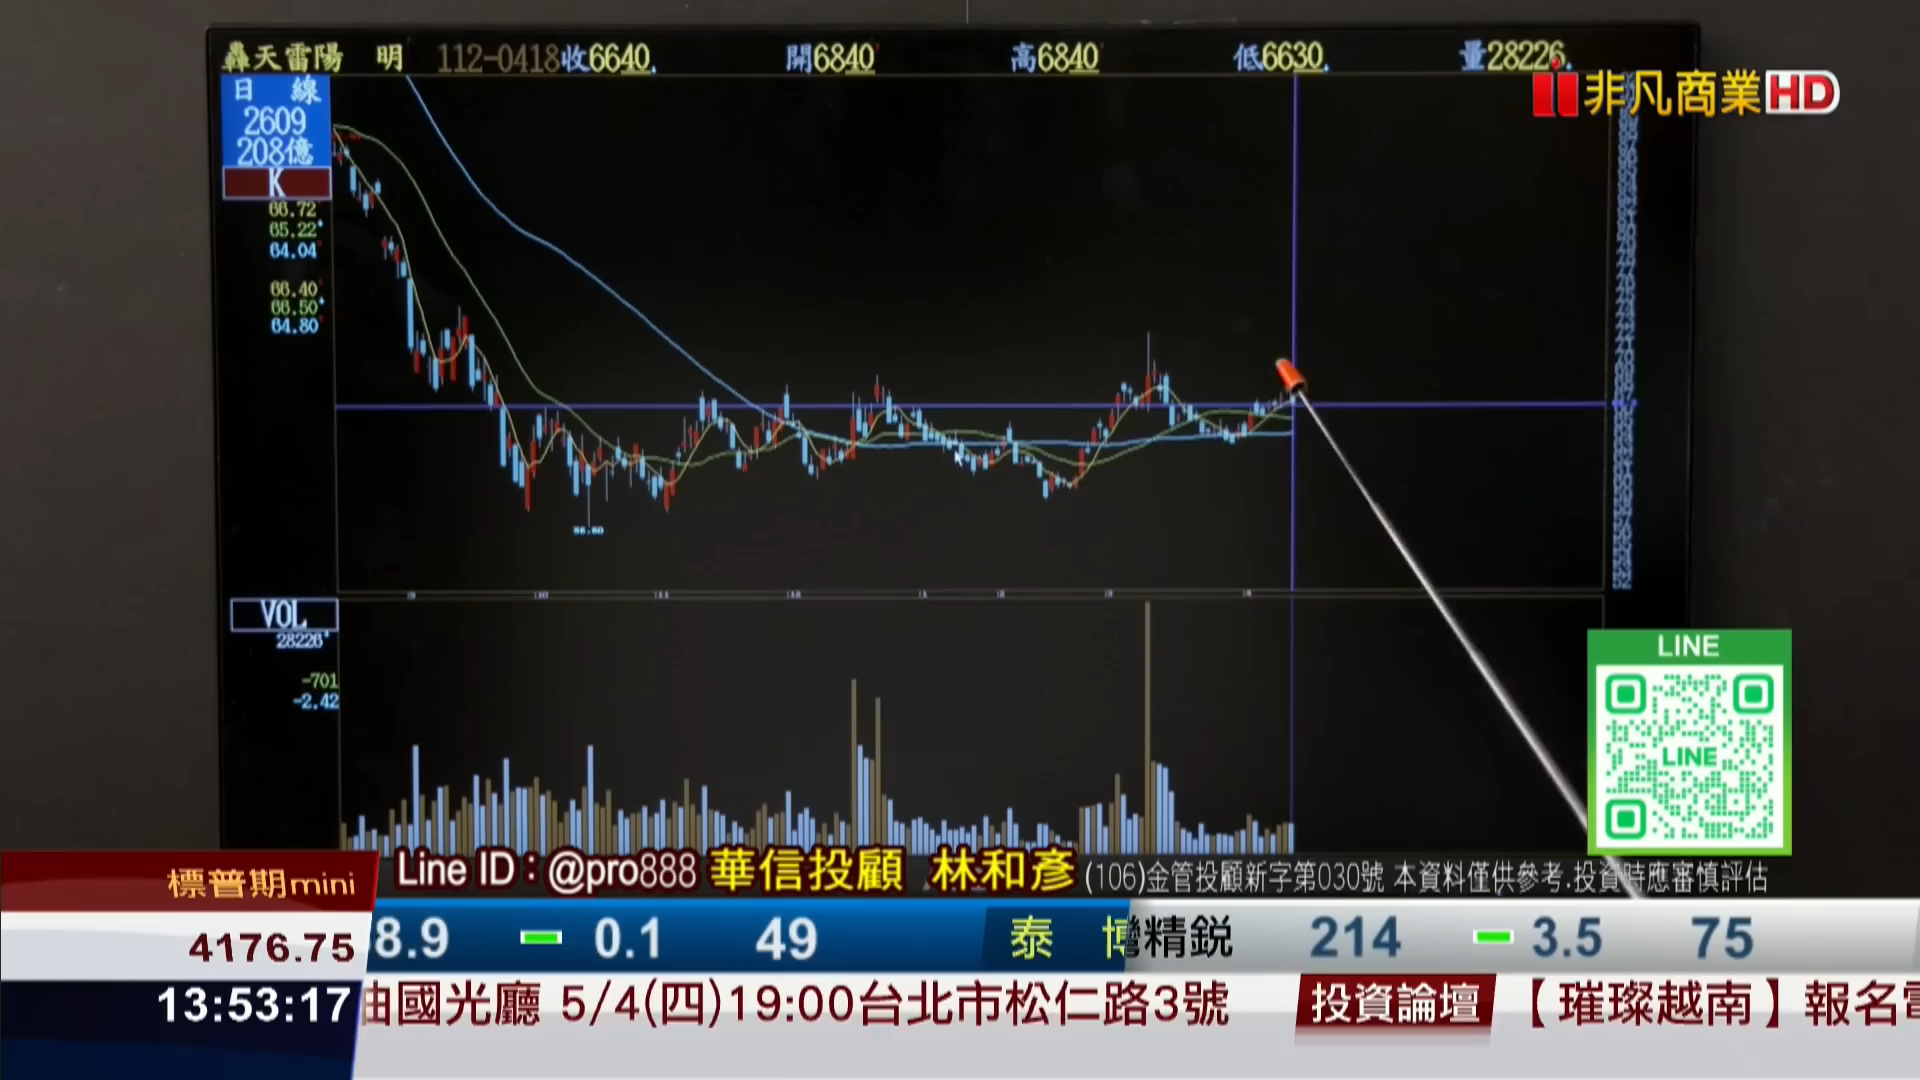 轟天雷陽 明 112-0418收6640 開6840 高6840 低6630 量28226
非凡商業HD
日 線
2609
208億
K
66.72
65.22
64.04
66.40
66.50
64.80
VOL
28226
-701
-2.42
LINE
LINE
Line ID：@pro888 華信投顧 林和彥 (106)金管投顧新字第030號 本資料僅供參考.投資時應審慎評估
標普期mini
4176.75
8.9 0.1 49 泰 博
精銳 214 3.5 75
13:53:17
由國光廳 5/4(四)19:00台北市松仁路3號 投資論壇 【璀璨越南】報名電